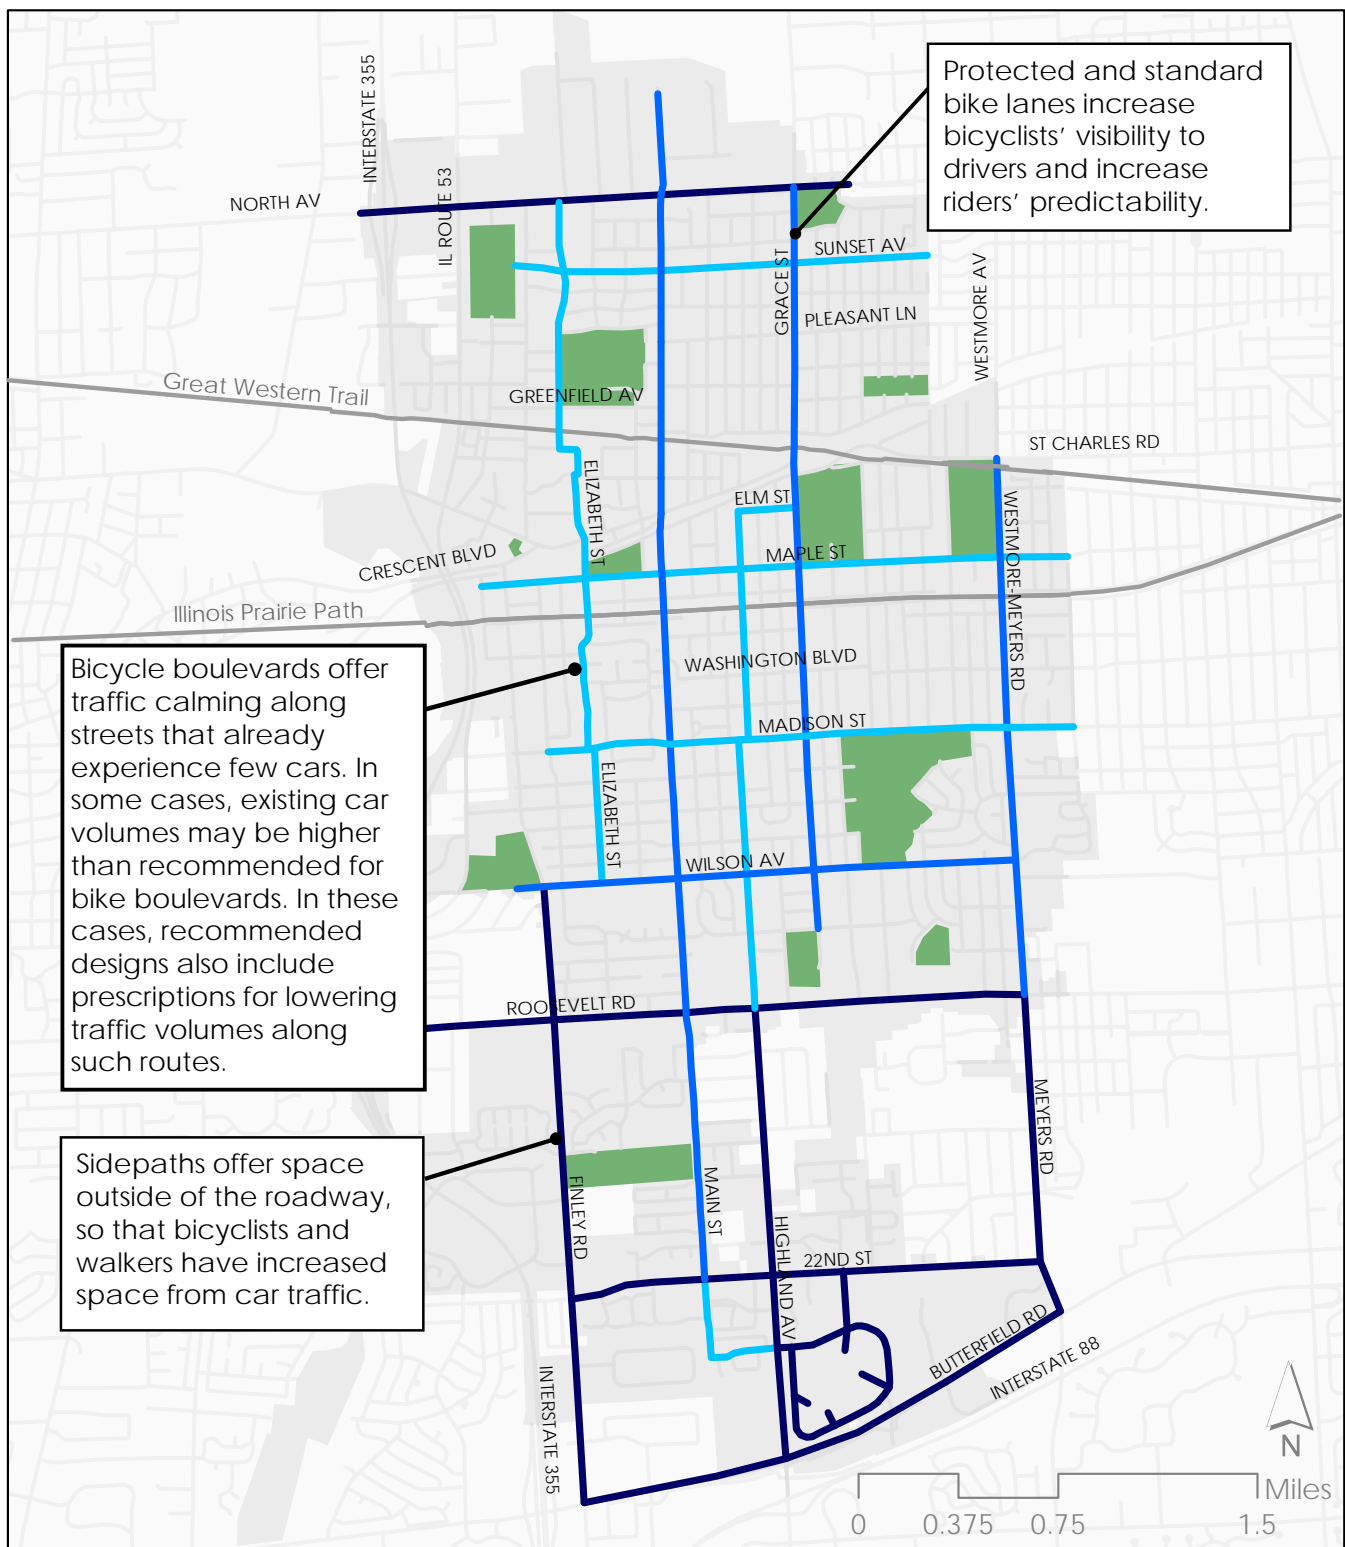 Protected and standard
bike lanes increase
bicyclists’ visibility to
drivers and increase
riders’ predictability.
INTERSTATE 355
IL ROUTE 53
NORTH AV
SUNSET AV
GRACE ST
WESTMORE AV
PLEASANT LN
Great Western Trail
GREENFIELD AV
ST CHARLES RD
ELIZABETH ST
ELM ST
WESTMORE-MEYERS RD
CRESCENT BLVD
MAPLE ST
Illinois Prairie Path
WASHINGTON BLVD
Bicycle boulevards offer
traffic calming along
streets that already
experience few cars. In
some cases, existing car
volumes may be higher
than recommended for
bike boulevards. In these
cases, recommended
designs also include
prescriptions for lowering
traffic volumes along
such routes.
MADISON ST
ELIZABETH ST
WILSON AV
ROOSEVELT RD
MEYERS RD
Sidepaths offer space
outside of the roadway,
so that bicyclists and
walkers have increased
space from car traffic.
FINLEY RD
MAIN ST
HIGHLAND AV
22ND ST
BUTTERFIELD RD
INTERSTATE 88
INTERSTATE 355
N
Miles
0 0.375 0.75 1.5